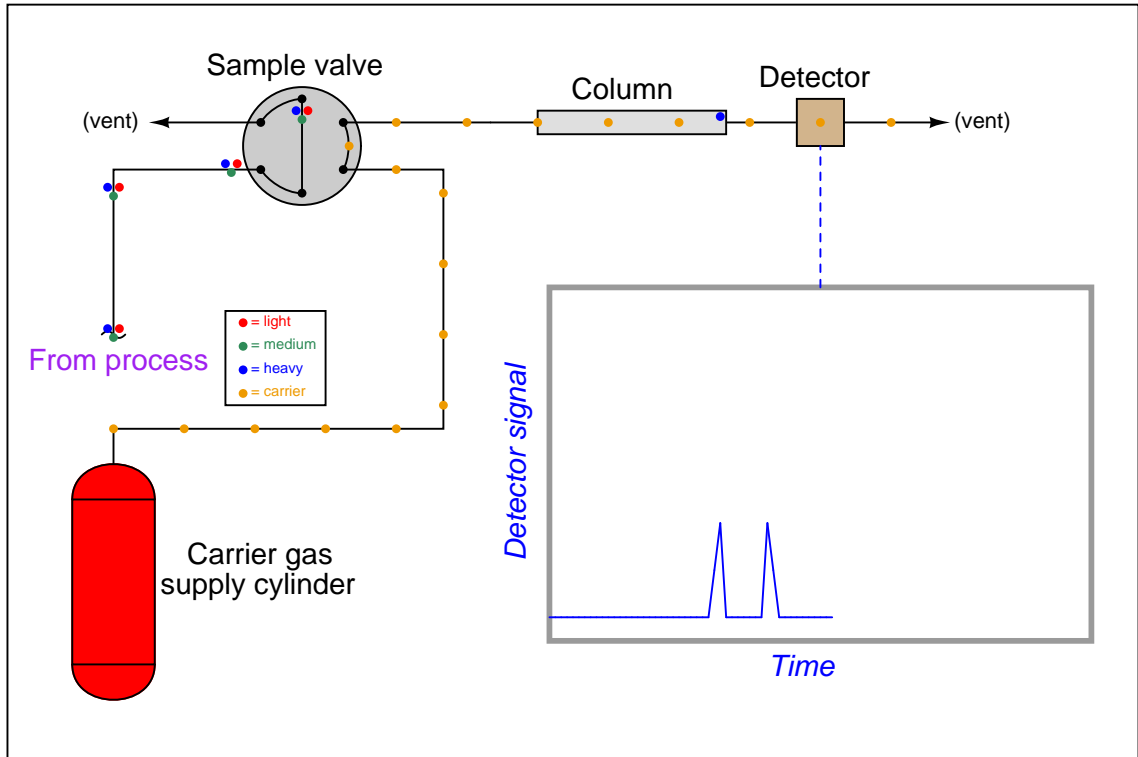 Sample valve
Column
Detector
(vent)
(vent)
= light
= medium
= heavy
= carrier
From process
Detector signal
Carrier gas
supply cylinder
Time